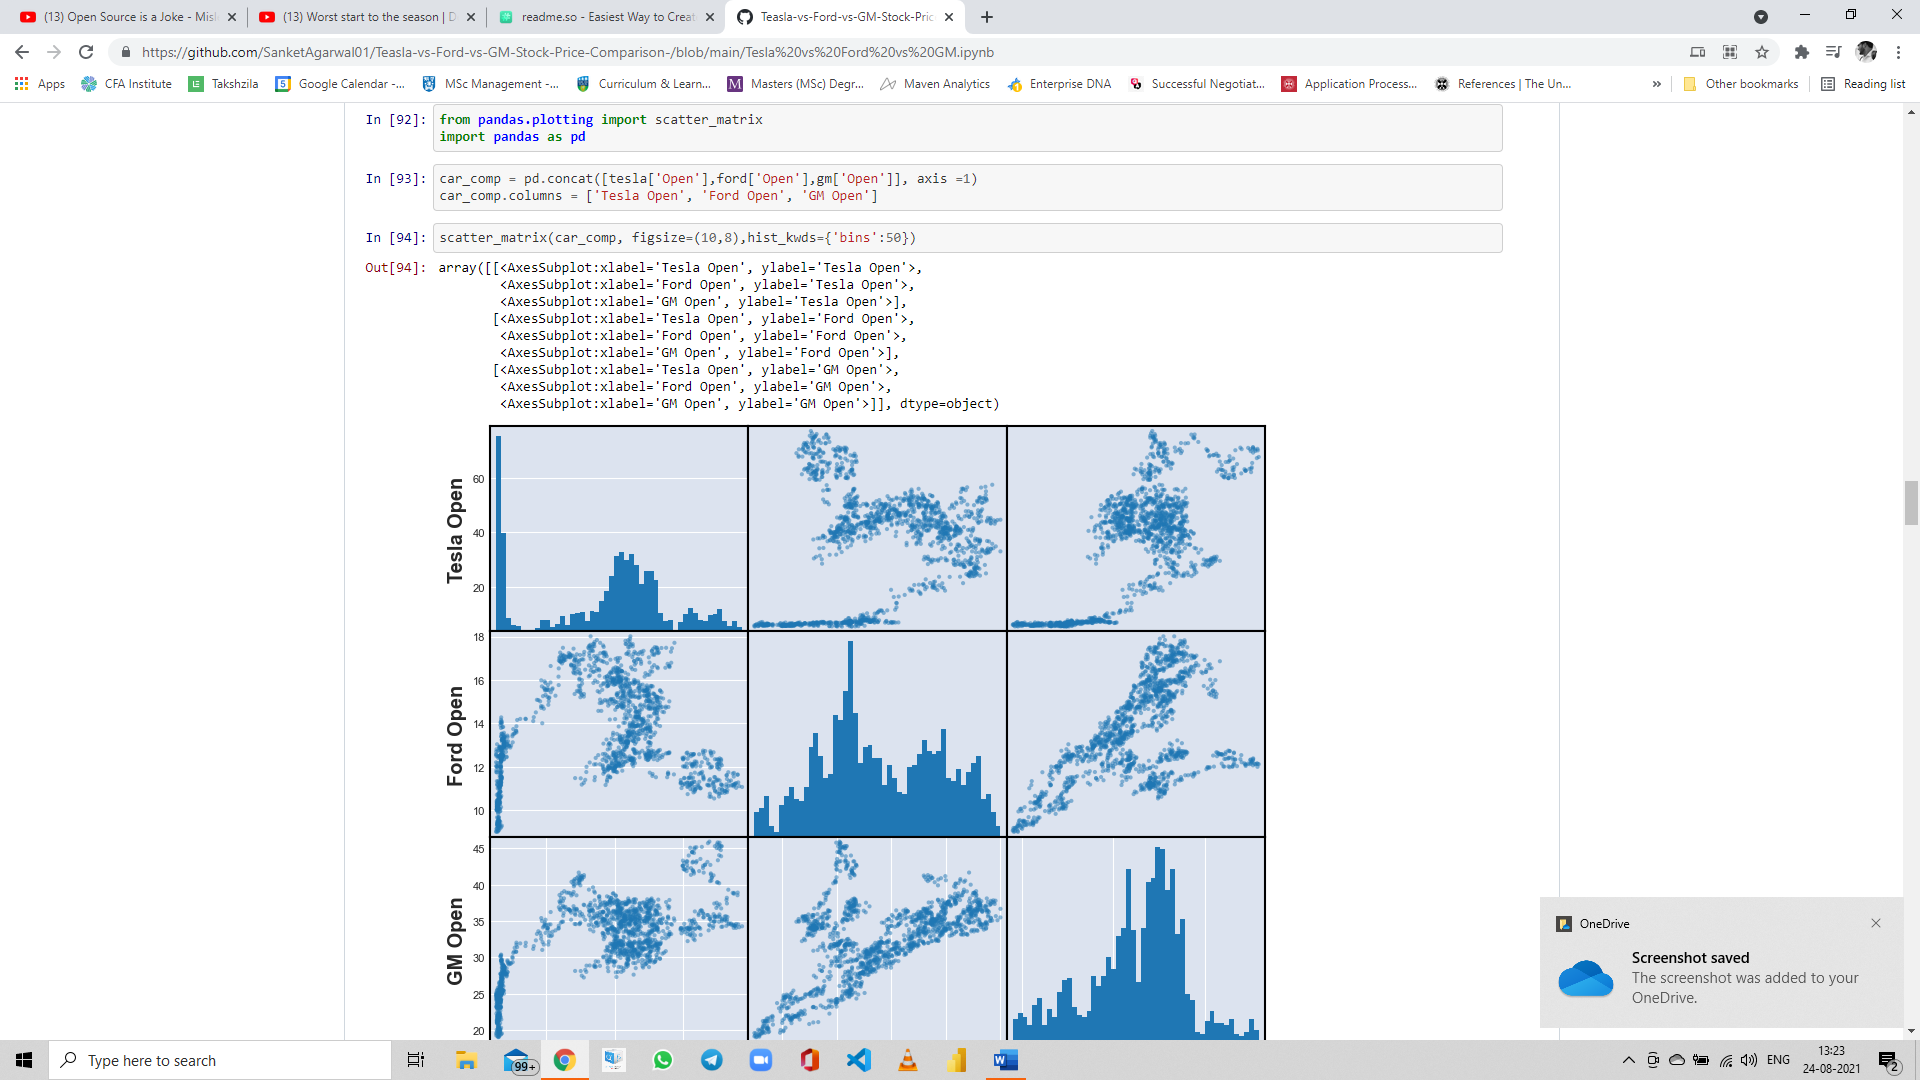 (13) Open Source is a Joke - Misl
(13) Worst start to the season | D
readme.so - Easiest Way to Creat
Teasla-vs-Ford-vs-GM-Stock-Pric
https://github.com/SanketAgarwal01/Teasla-vs-Ford-vs-GM-Stock-Price-Comparison-/blob/main/Tesla%20vs%20Ford%20vs%20GM.ipynb
Apps
CFA Institute
Takshzila
Google Calendar -...
MSc Management -...
Curriculum & Learn...
Masters (MSc) Degr...
Maven Analytics
Enterprise DNA
Successful Negotiat...
Application Process...
References | The Un...
»
Other bookmarks
Reading list
In [92]: from pandas.plotting import scatter_matrix
import pandas as pd
In [93]: car_comp = pd.concat([tesla['Open'],ford['Open'],gm['Open']], axis =1)
car_comp.columns = ['Tesla Open', 'Ford Open', 'GM Open']
In [94]: scatter_matrix(car_comp, figsize=(10,8),hist_kwds={'bins':50})
Out[94]: array([[<AxesSubplot:xlabel='Tesla Open', ylabel='Tesla Open'>,
<AxesSubplot:xlabel='Ford Open', ylabel='Tesla Open'>,
<AxesSubplot:xlabel='GM Open', ylabel='Tesla Open'>],
[<AxesSubplot:xlabel='Tesla Open', ylabel='Ford Open'>,
<AxesSubplot:xlabel='Ford Open', ylabel='Ford Open'>,
<AxesSubplot:xlabel='GM Open', ylabel='Ford Open'>],
[<AxesSubplot:xlabel='Tesla Open', ylabel='GM Open'>,
<AxesSubplot:xlabel='Ford Open', ylabel='GM Open'>,
<AxesSubplot:xlabel='GM Open', ylabel='GM Open'>]], dtype=object)
Tesla Open
60
40
20
Ford Open
18
16
14
12
10
GM Open
45
40
35
30
25
20
OneDrive
Screenshot saved
The screenshot was added to your
OneDrive.
Type here to search
99+
ENG
13:23
24-08-2021
2